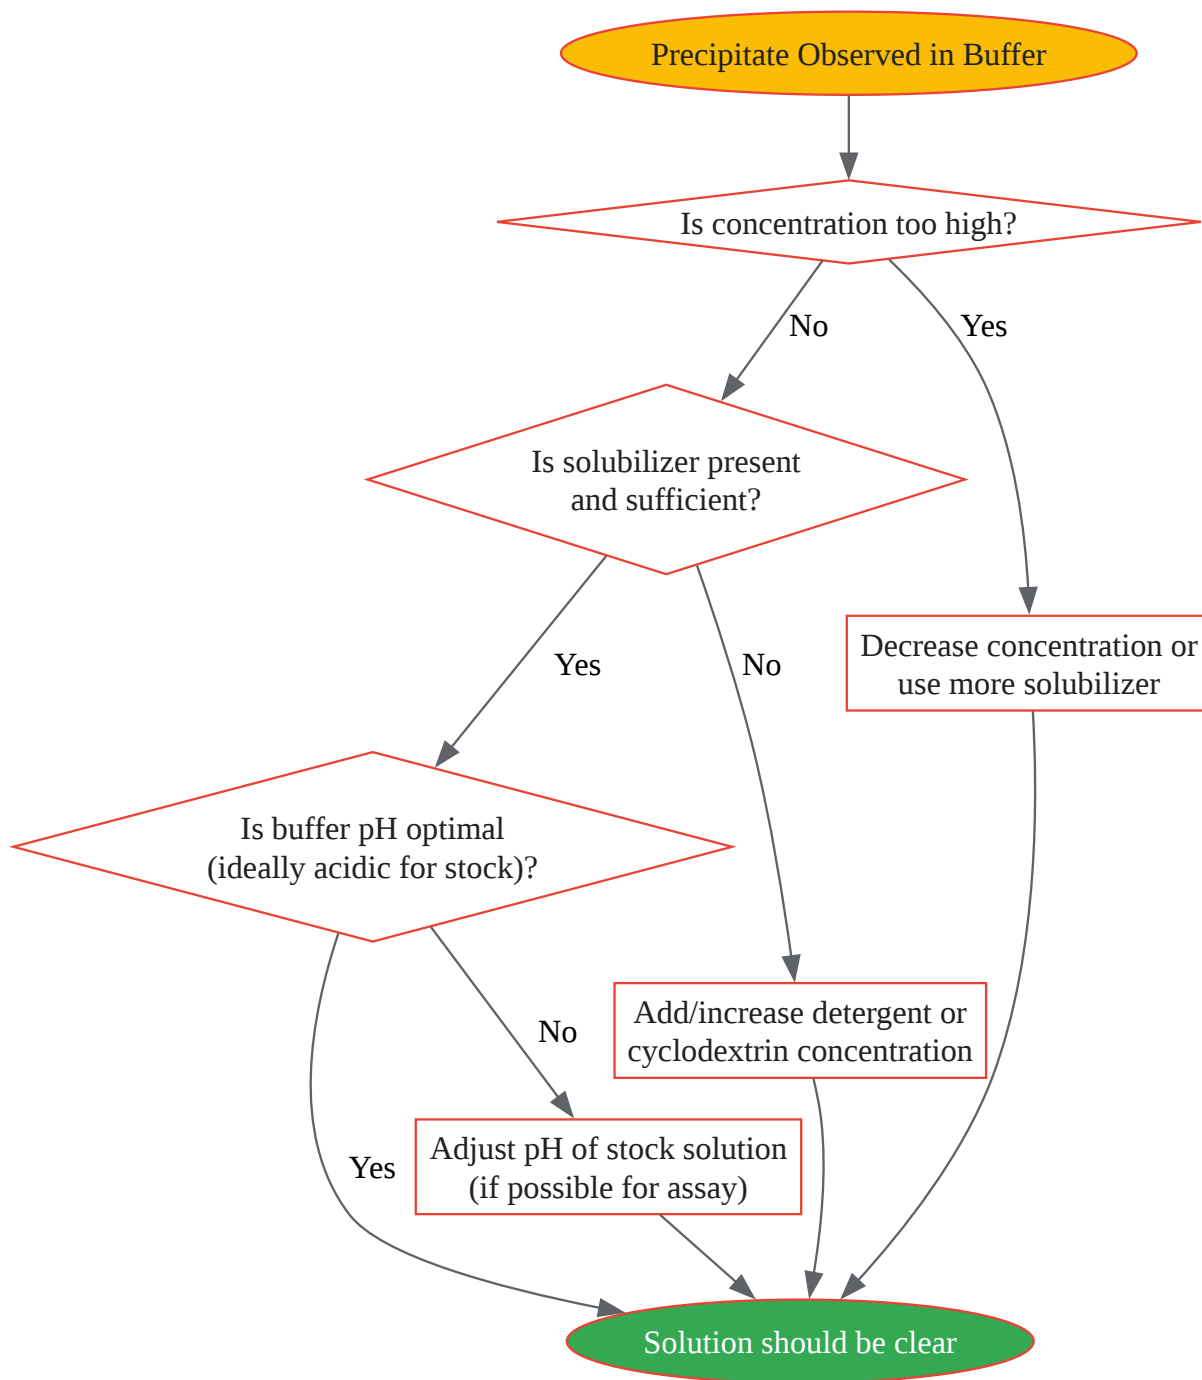 Precipitate Observed in Buffer
Is concentration too high?
No
Yes
Is solubilizer present
and sufficient?
Yes
No
Decrease concentration or
use more solubilizer
Is buffer pH optimal
(ideally acidic for stock)?
No
Add/increase detergent or
cyclodextrin concentration
Yes
Adjust pH of stock solution
(if possible for assay)
Solution should be clear